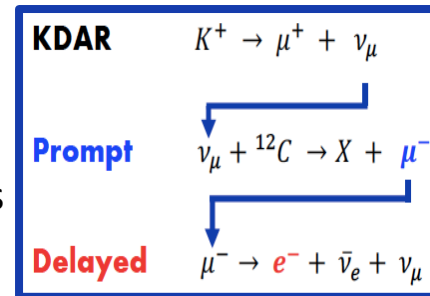 KDAR K⁺ → μ⁺ + ν_μ
Prompt ν_μ + ¹²C → X + μ⁻
s
Delayed μ⁻ → e⁻ + ν̄_e + ν_μ